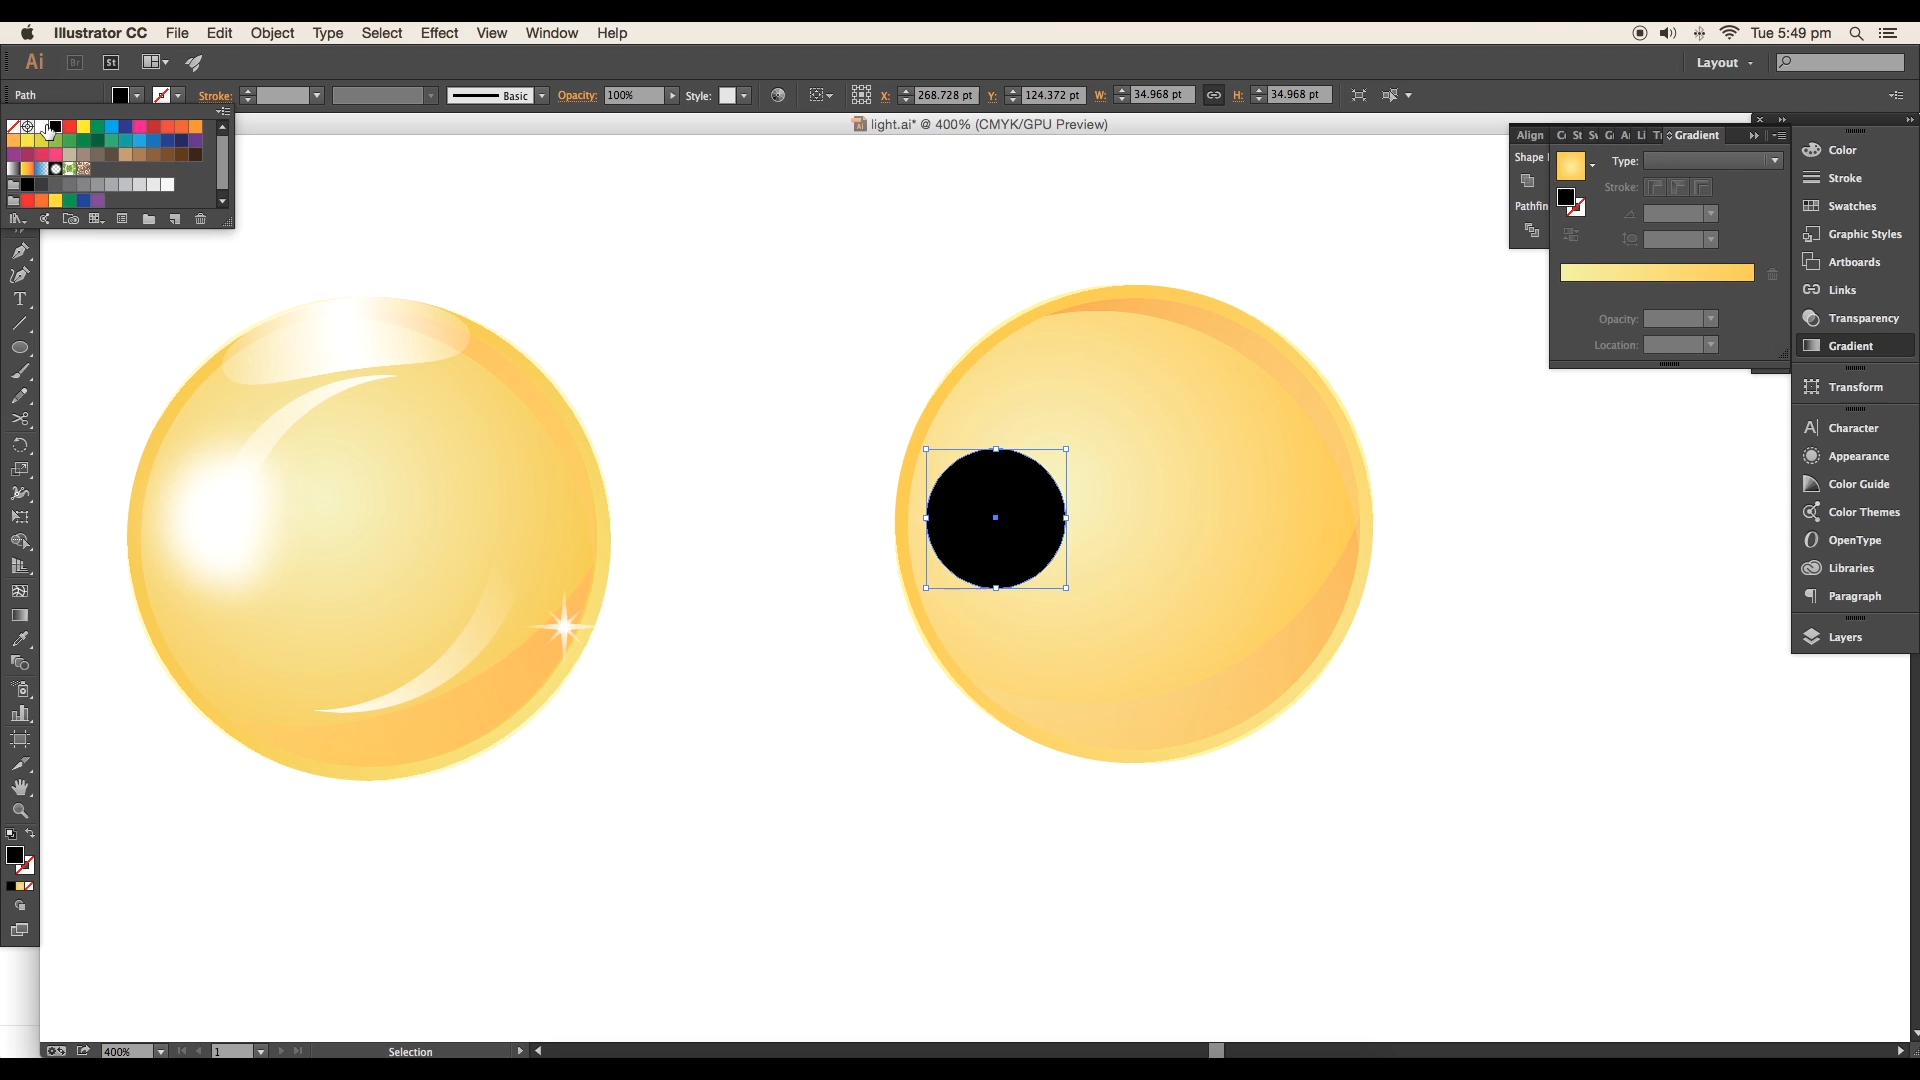 Illustrator CC File Edit Object Type Select Effect View Window Help Tue 5:49 pm
Ai Br St Layout
Path Stroke: Basic Opacity: 100% Style: X: 268.728 pt Y: 124.372 pt W: 34.968 pt H: 34.968 pt
light.ai* @ 400% (CMYK/GPU Preview)
Align Gradient
Shape
Type:
Stroke:
Pathfin
Opacity:
Location:
Color
Stroke
Swatches
Graphic Styles
Artboards
Links
Transparency
Gradient
Transform
Character
Appearance
Color Guide
Color Themes
OpenType
Libraries
Paragraph
Layers
400% 1 Selection